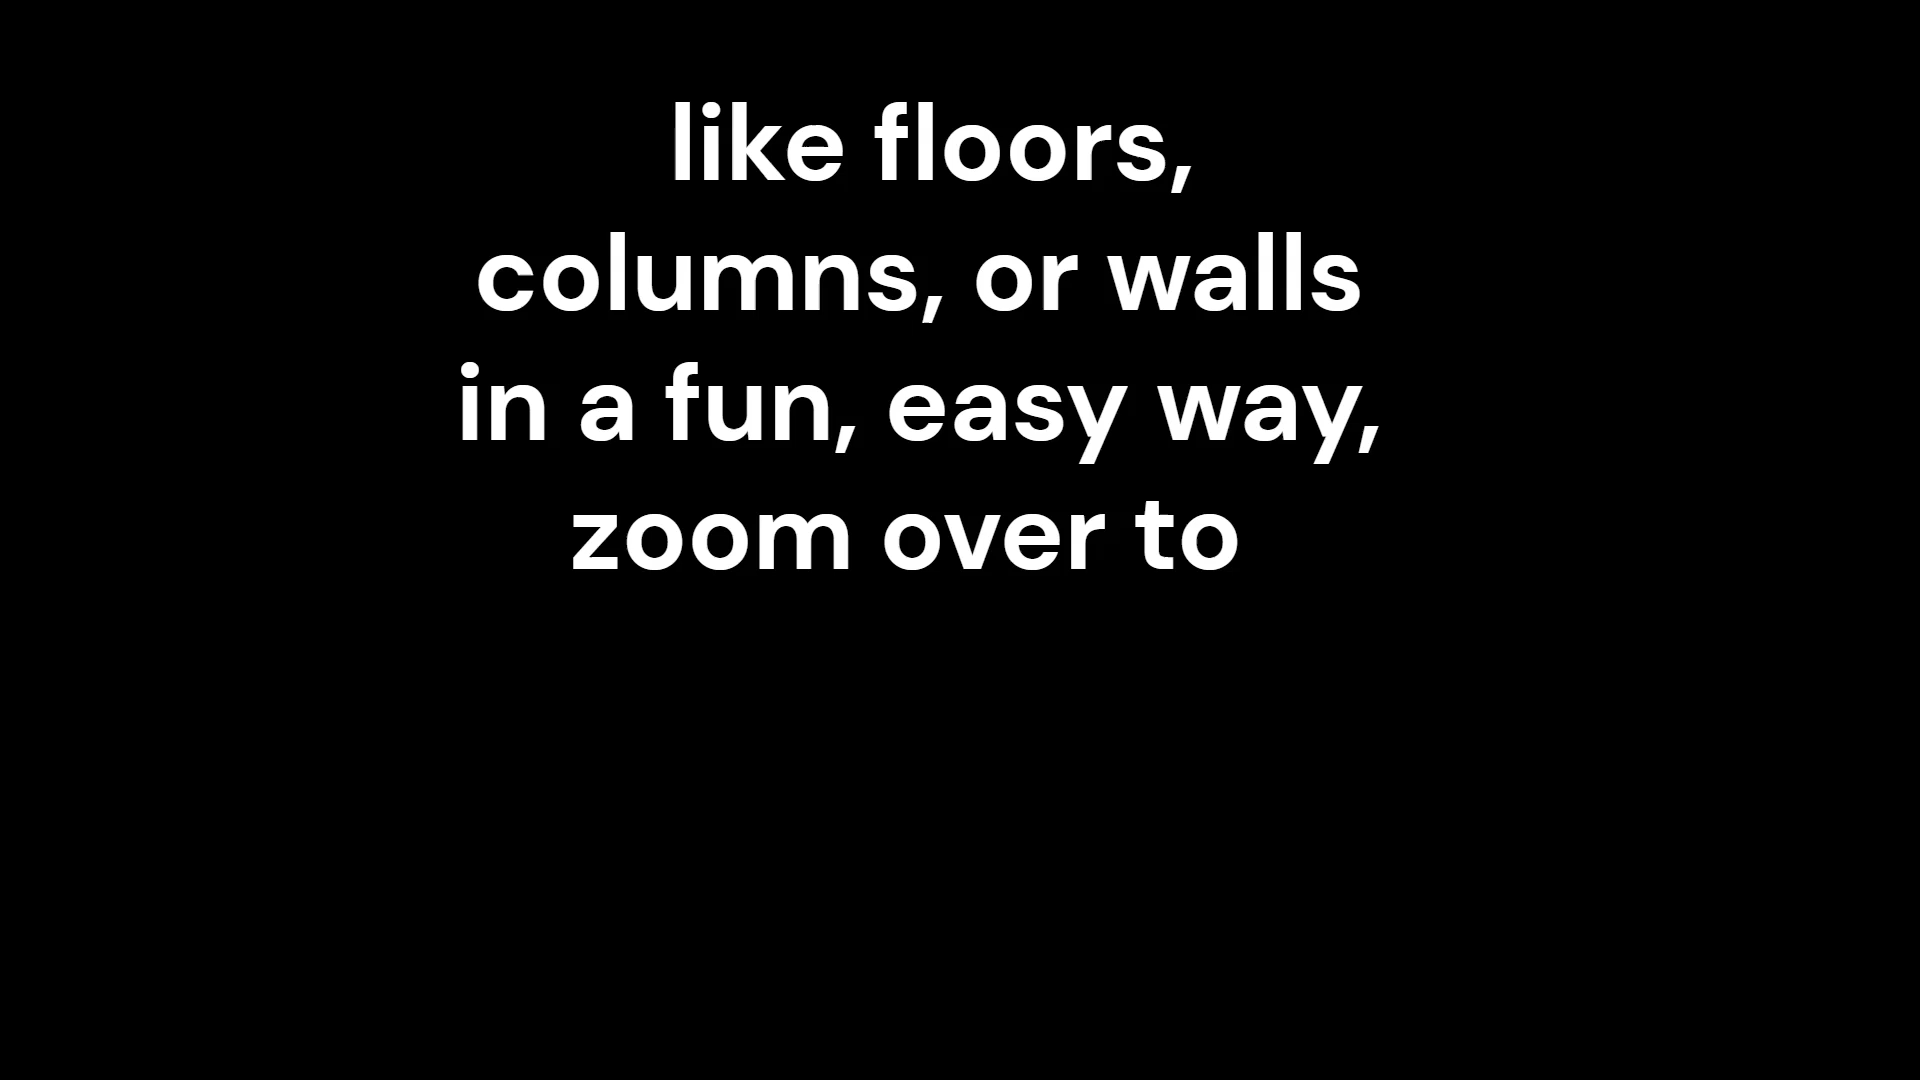 like floors,
columns, or walls
in a fun, easy way,
zoom over to